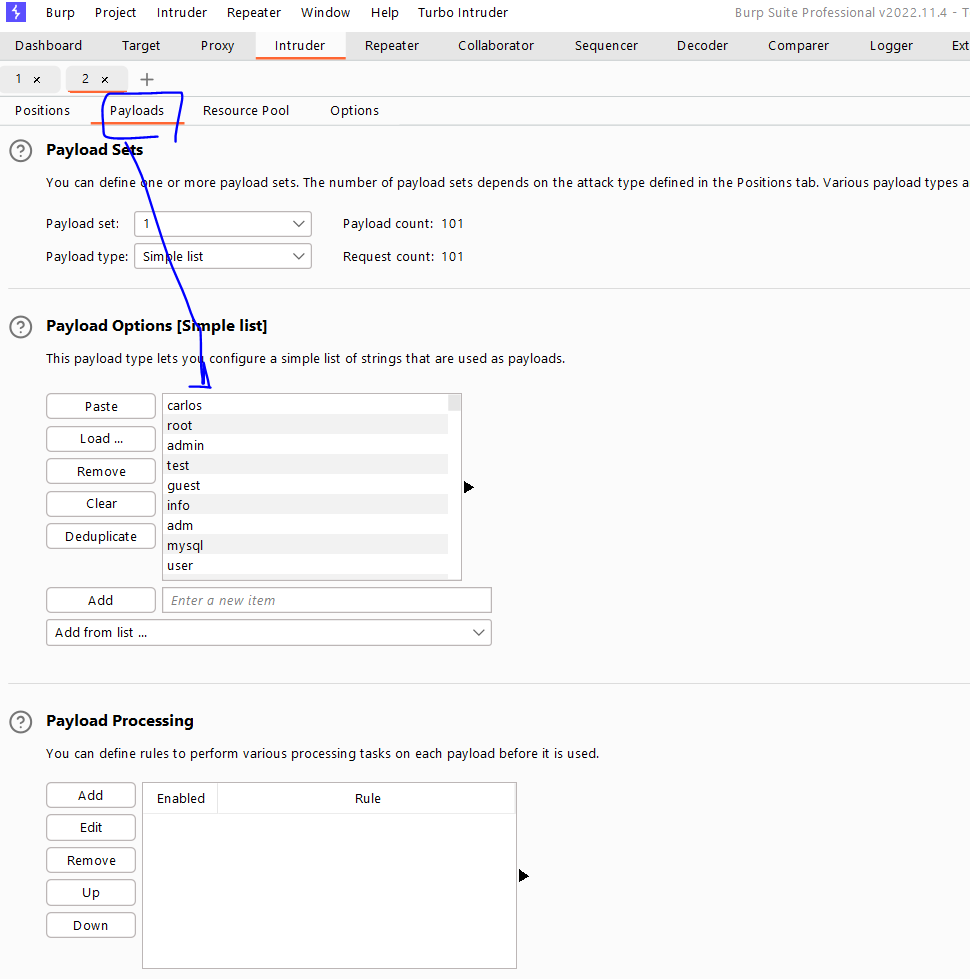 Burp Project Intruder Repeater Window Help Turbo Intruder Burp Suite Professional v2022.11.4 - T
Dashboard Target Proxy Intruder Repeater Collaborator Sequencer Decoder Comparer Logger Ext
1 × 2 × +
Positions Payloads Resource Pool Options
? Payload Sets
You can define one or more payload sets. The number of payload sets depends on the attack type defined in the Positions tab. Various payload types a
Payload set: 1 Payload count: 101
Payload type: Simple list Request count: 101
? Payload Options [Simple list]
This payload type lets you configure a simple list of strings that are used as payloads.
Paste
Load ...
Remove
Clear
Deduplicate
carlos
root
admin
test
guest
info
adm
mysql
user
Add Enter a new item
Add from list ...
? Payload Processing
You can define rules to perform various processing tasks on each payload before it is used.
Add
Edit
Remove
Up
Down
Enabled Rule